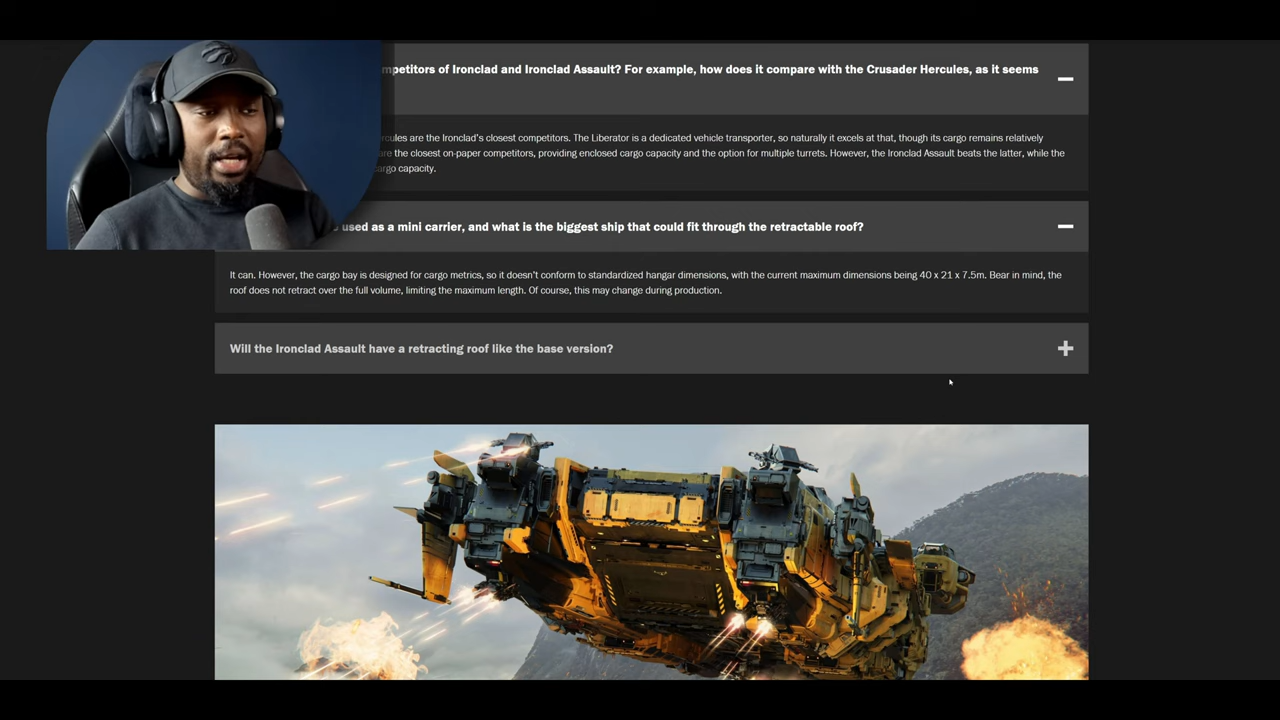 mpetitors of Ironclad and Ironclad Assault? For example, how does it compare with the Crusader Hercules, as it seems
rcules are the Ironclad's closest competitors. The Liberator is a dedicated vehicle transporter, so naturally it excels at that, though its cargo remains relatively
are the closest on-paper competitors, providing enclosed cargo capacity and the option for multiple turrets. However, the Ironclad Assault beats the latter, while the
argo capacity.
used as a mini carrier, and what is the biggest ship that could fit through the retractable roof?
It can. However, the cargo bay is designed for cargo metrics, so it doesn't conform to standardized hangar dimensions, with the current maximum dimensions being 40 x 21 x 7.5m. Bear in mind, the
roof does not retract over the full volume, limiting the maximum length. Of course, this may change during production.
Will the Ironclad Assault have a retracting roof like the base version?